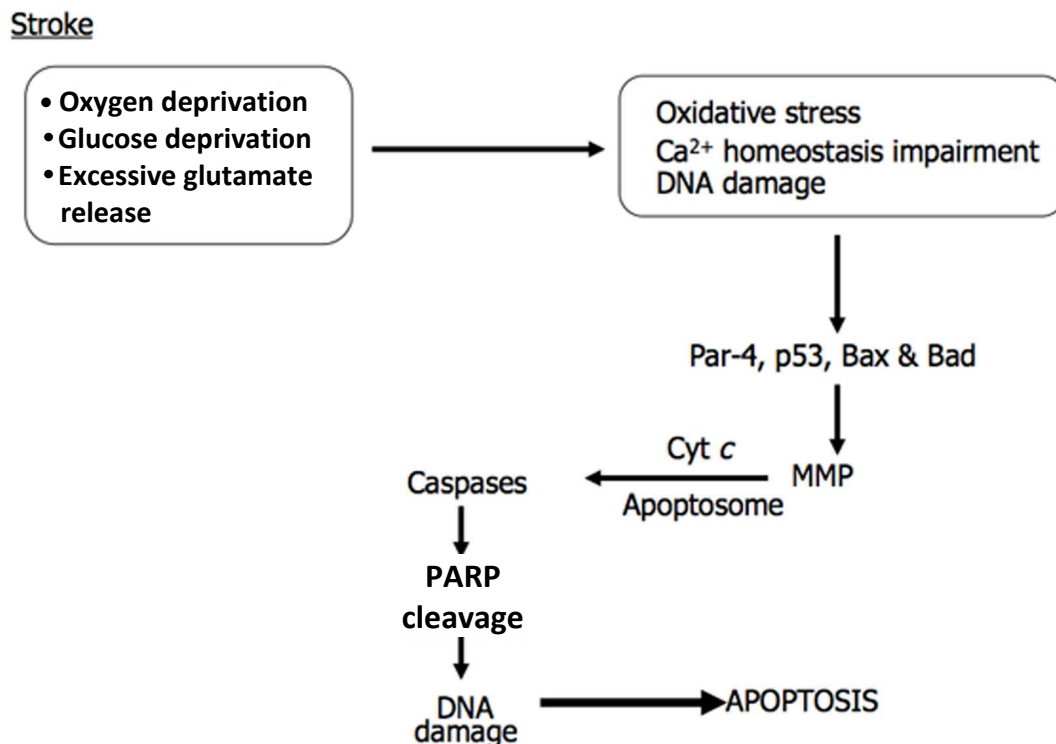 Stroke
• Oxygen deprivation
• Glucose deprivation
• Excessive glutamate
release
Oxidative stress
Ca²⁺ homeostasis impairment
DNA damage
Par-4, p53, Bax & Bad
MMP
Cyt c
Apoptosome
Caspases
PARP
cleavage
DNA
damage
APOPTOSIS